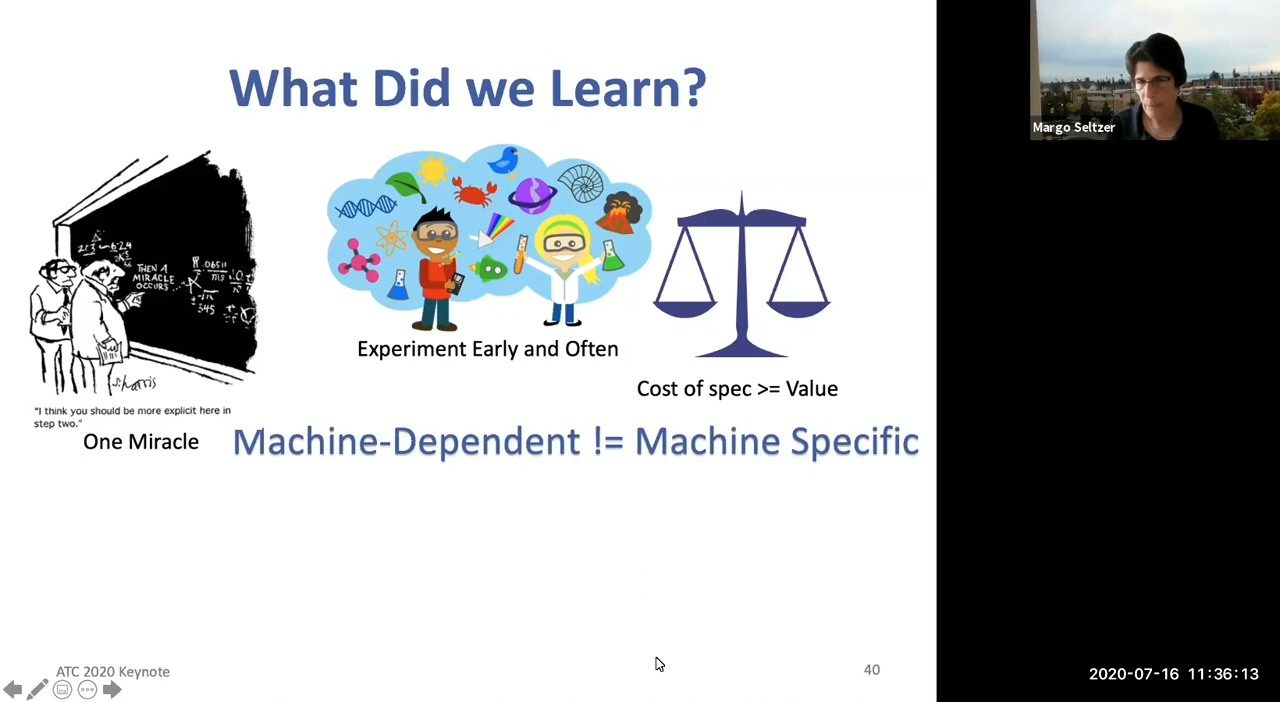 What Did we Learn?
Margo Seltzer
THEN A
MIRACLE
OCCURS
S. Harris
"I think you should be more explicit here in
step two."
One Miracle
Experiment Early and Often
Cost of spec >= Value
Machine-Dependent != Machine Specific
ATC 2020 Keynote
40
2020-07-16 11:36:13